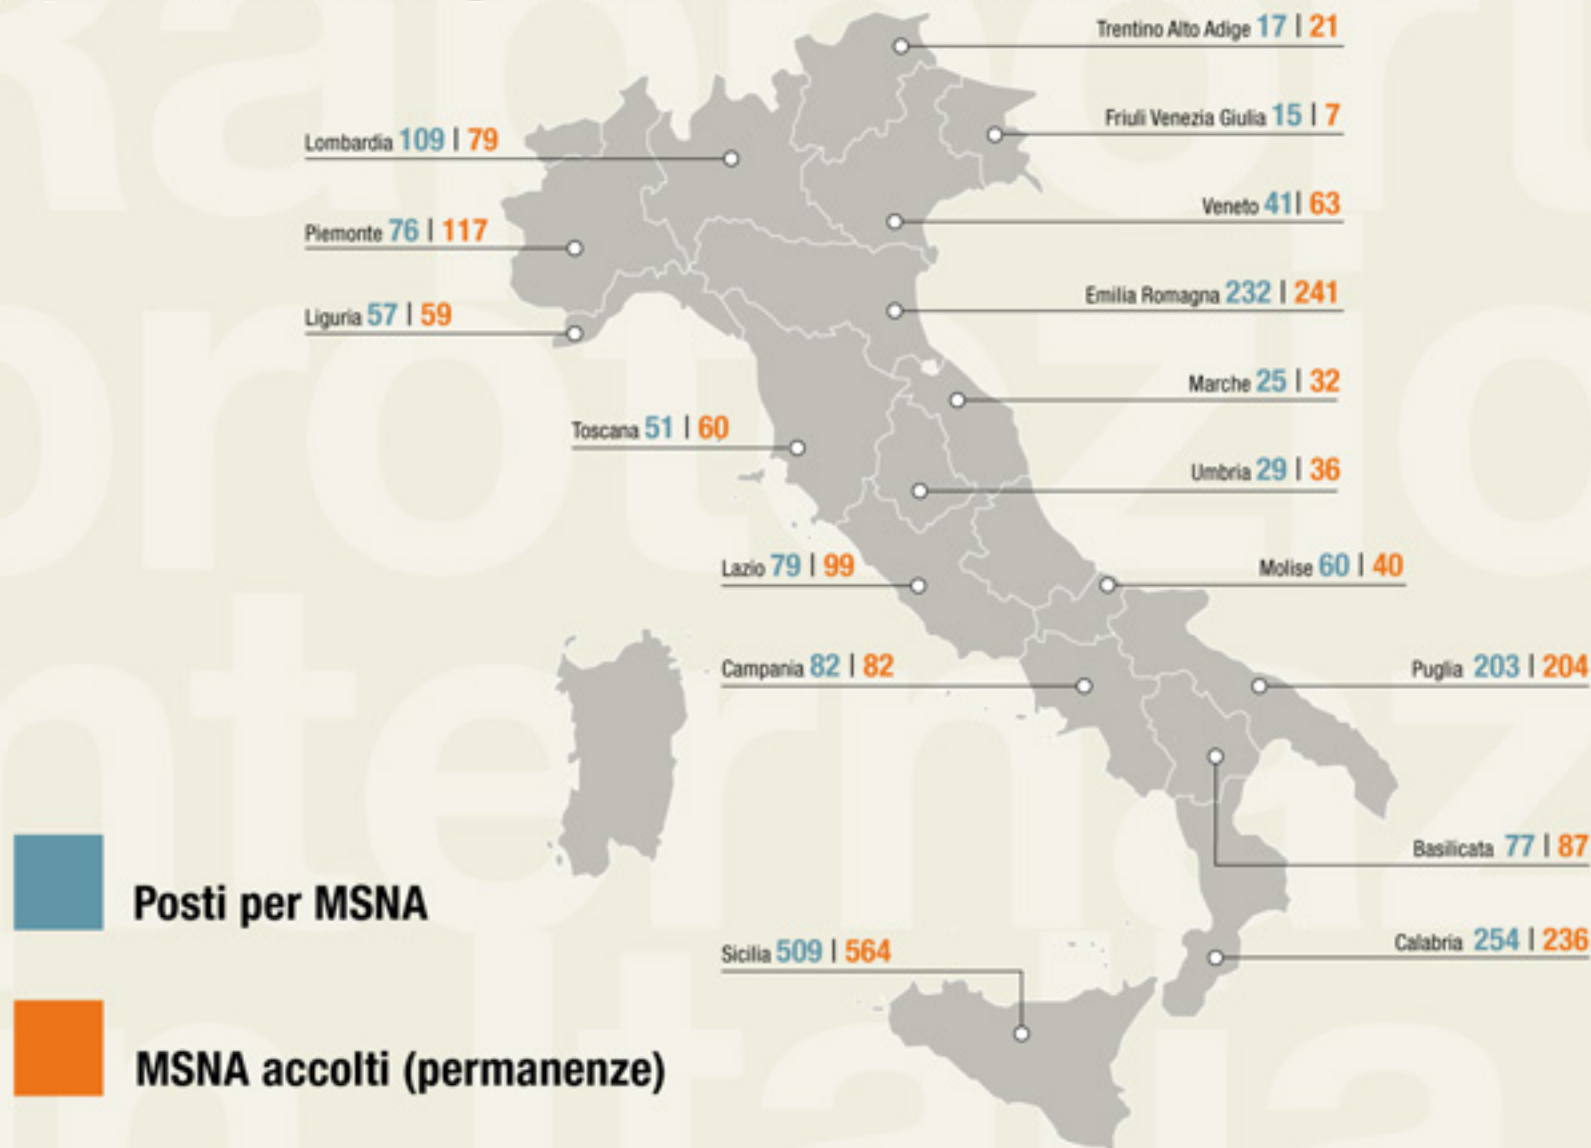 Trentino Alto Adige 17 | 21
Friuli Venezia Giulia 15 | 7
Lombardia 109 | 79
Veneto 41| 63
Piemonte 76 | 117
Emilia Romagna 232 | 241
Liguria 57 | 59
Marche 25 | 32
Toscana 51 | 60
Umbria 29 | 36
Lazio 79 | 99
Molise 60 | 40
Campania 82 | 82
Puglia 203 | 204
Basilicata 77 | 87
Posti per MSNA
Calabria 254 | 236
Sicilia 509 | 564
MSNA accolti (permanenze)